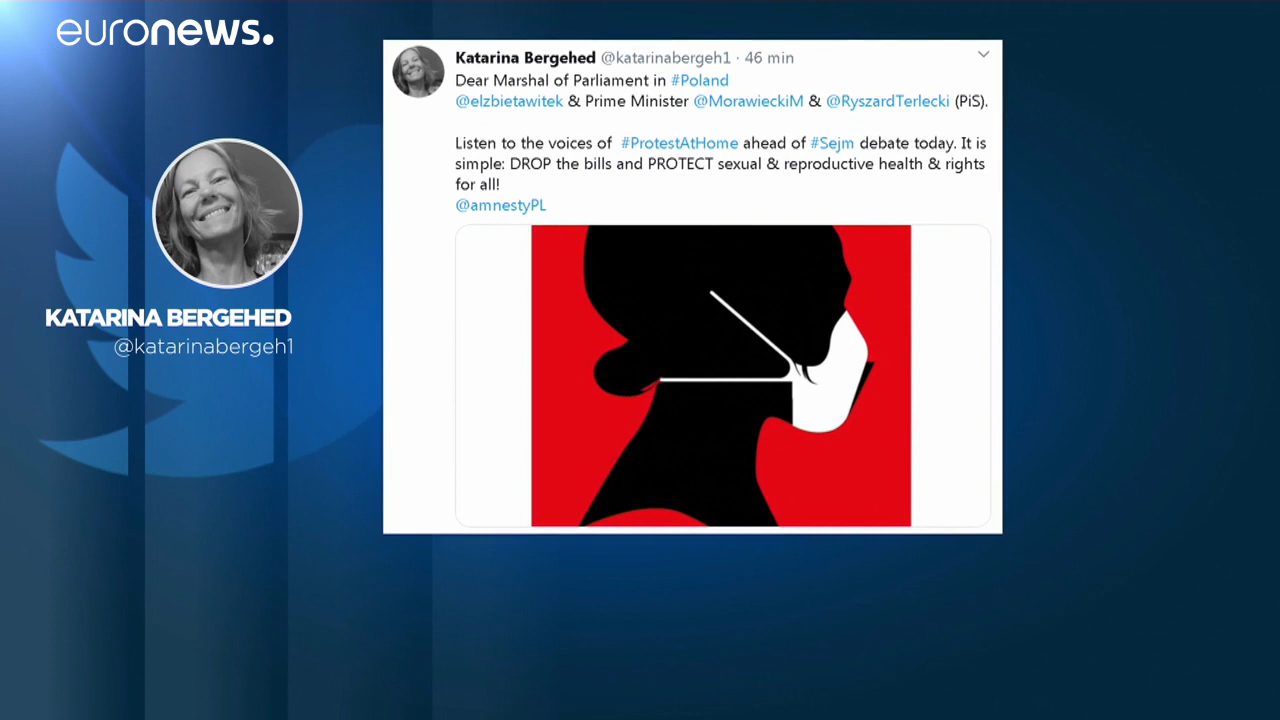 euronews.
Katarina Bergehed @katarinabergeh1 · 46 min
Dear Marshal of Parliament in #Poland
@elzbietawitek & Prime Minister @MorawieckiM & @RyszardTerlecki (PiS).
Listen to the voices of #ProtestAtHome ahead of #Sejm debate today. It is
simple: DROP the bills and PROTECT sexual & reproductive health & rights
for all!
@amnestyPL
KATARINA BERGEHED
@katarinabergeh1